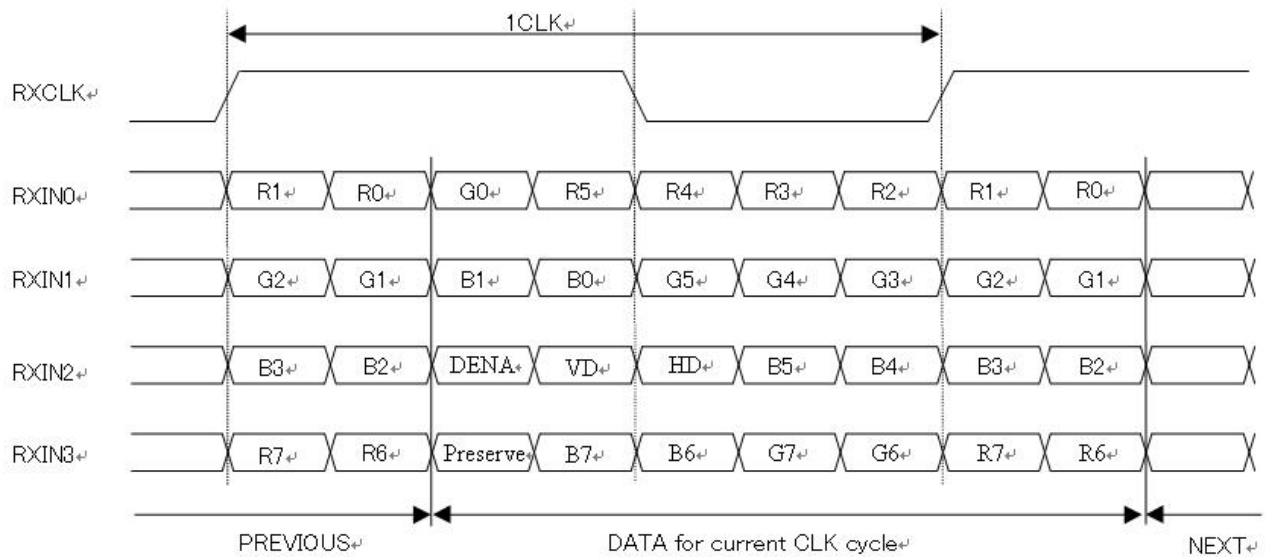 1CLK↵
RXCLK↵
RXIN0↵ R1↵ R0↵ G0↵ R5↵ R4↵ R3↵ R2↵ R1↵ R0↵
RXIN1↵ G2↵ G1↵ B1↵ B0↵ G5↵ G4↵ G3↵ G2↵ G1↵
RXIN2↵ B3↵ B2↵ DENA↵ VD↵ HD↵ B5↵ B4↵ B3↵ B2↵
RXIN3↵ R7↵ R6↵ Preserve↵ B7↵ B6↵ G7↵ G6↵ R7↵ R6↵
PREVIOUS↵ DATA for current CLK cycle↵ NEXT↵